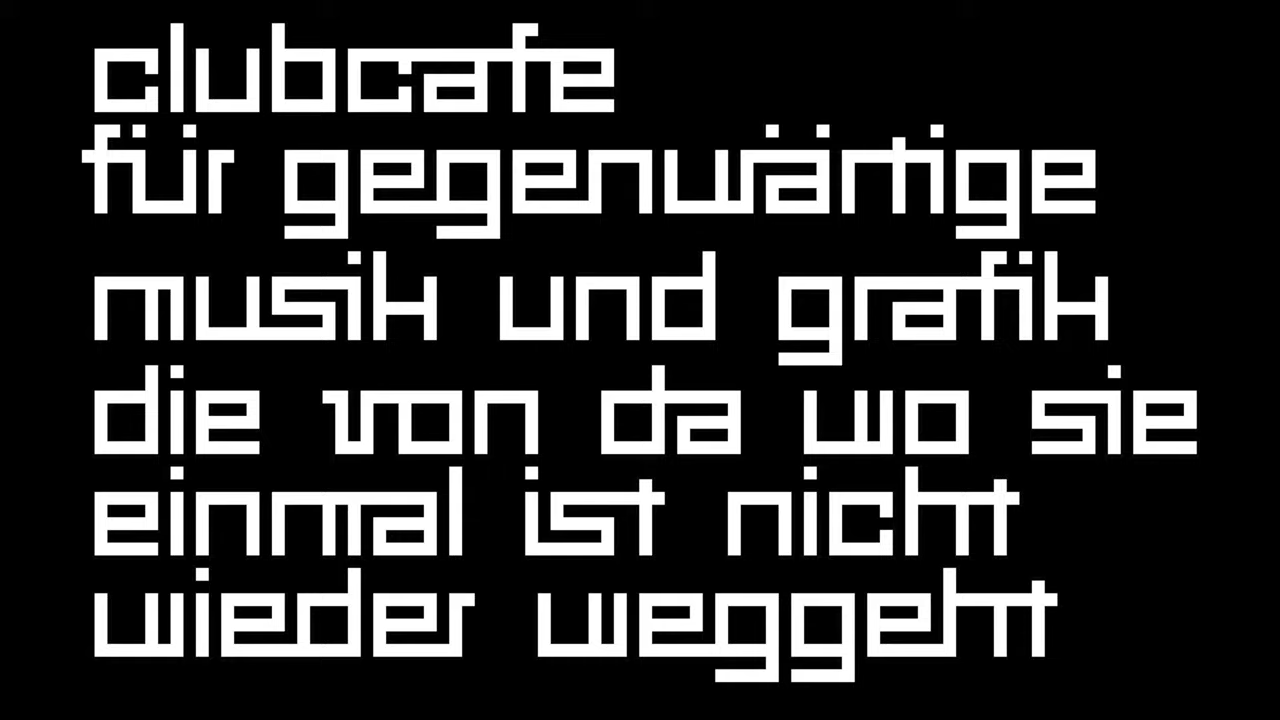 clubcafe
für gegenwärtige
musik und grafik
die von da wo sie
einmal ist nicht
wieder weggeht